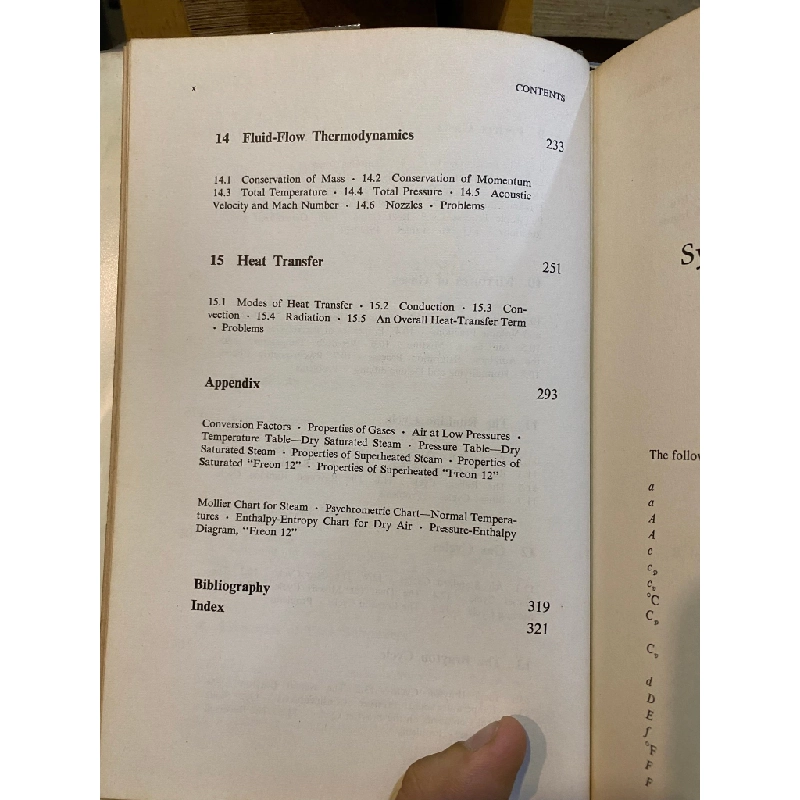 x
CONTENTS
14 Fluid-Flow Thermodynamics 233
14.1 Conservation of Mass · 14.2 Conservation of Momentum
14.3 Total Temperature · 14.4 Total Pressure · 14.5 Acoustic
Velocity and Mach Number · 14.6 Nozzles · Problems
15 Heat Transfer 251
15.1 Modes of Heat Transfer · 15.2 Conduction · 15.3 Con-
vection · 15.4 Radiation · 15.5 An Overall Heat-Transfer Term
· Problems
Appendix 293
Conversion Factors · Properties of Gases · Air at Low Pressures ·
Temperature Table—Dry Saturated Steam · Pressure Table—Dry
Saturated Steam · Properties of Superheated Steam · Properties of
Saturated "Freon 12" · Properties of Superheated "Freon 12"
Mollier Chart for Steam · Psychrometric Chart—Normal Tempera-
tures · Enthalpy-Entropy Chart for Dry Air · Pressure-Enthalpy
Diagram, "Freon 12"
Bibliography 319
Index 321
Sy
The follow
a
a
A
A
c
c_p
c_v
°C
C_p
C_v
d
D
E
f
°F
F
F